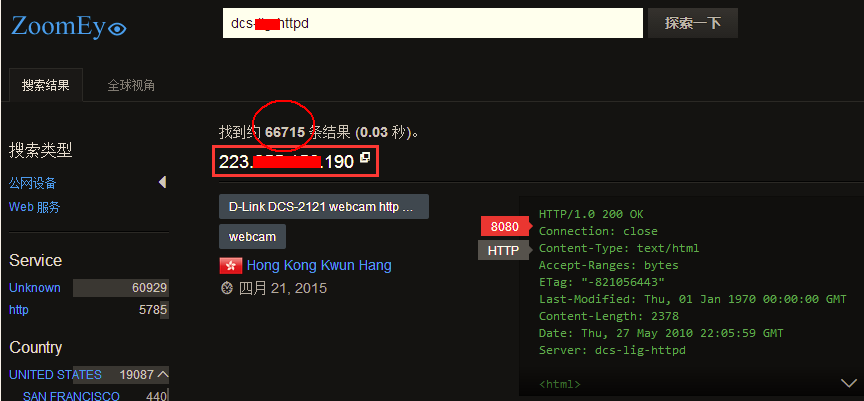 ZoomEy
dcs- httpd
探索一下
搜索结果
全球视角
找到约 66715 条结果 (0.03 秒)。
搜索类型
223. .190
公网设备
Web 服务
D-Link DCS-2121 webcam http ...
webcam
Hong Kong Kwun Hang
四月 21, 2015
8080
HTTP
HTTP/1.0 200 OK
Connection: close
Content-Type: text/html
Accept-Ranges: bytes
ETag: "-821056443"
Last-Modified: Thu, 01 Jan 1970 00:00:00 GMT
Content-Length: 2378
Date: Thu, 27 May 2010 22:05:59 GMT
Server: dcs-lig-httpd
<html>
Service
Unknown 60929
http 5785
Country
UNITED STATES 19087
SAN FRANCISCO 440